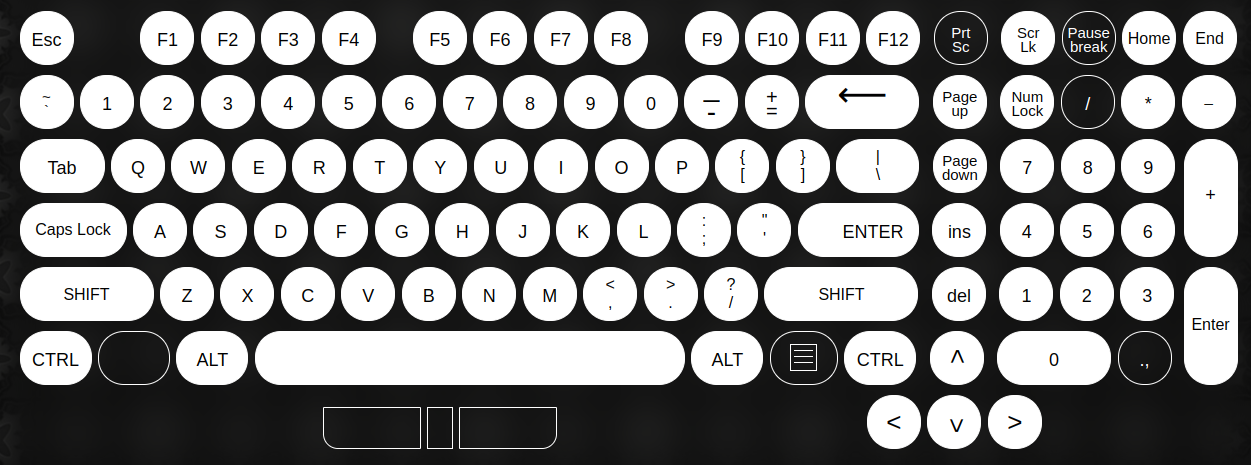 Esc F1 F2 F3 F4 F5 F6 F7 F8 F9 F10 F11 F12 Prt Sc Scr Lk Pause break Home End
~ ` 1 2 3 4 5 6 7 8 9 0 — - + = ⟵ Page up Num Lock / * –
Tab Q W E R T Y U I O P { [ } ] | \ Page down 7 8 9 +
Caps Lock A S D F G H J K L : ; " ' ENTER ins 4 5 6
SHIFT Z X C V B N M < , > . ? / SHIFT del 1 2 3 Enter
CTRL ALT ALT CTRL ^ 0 .,
< v >